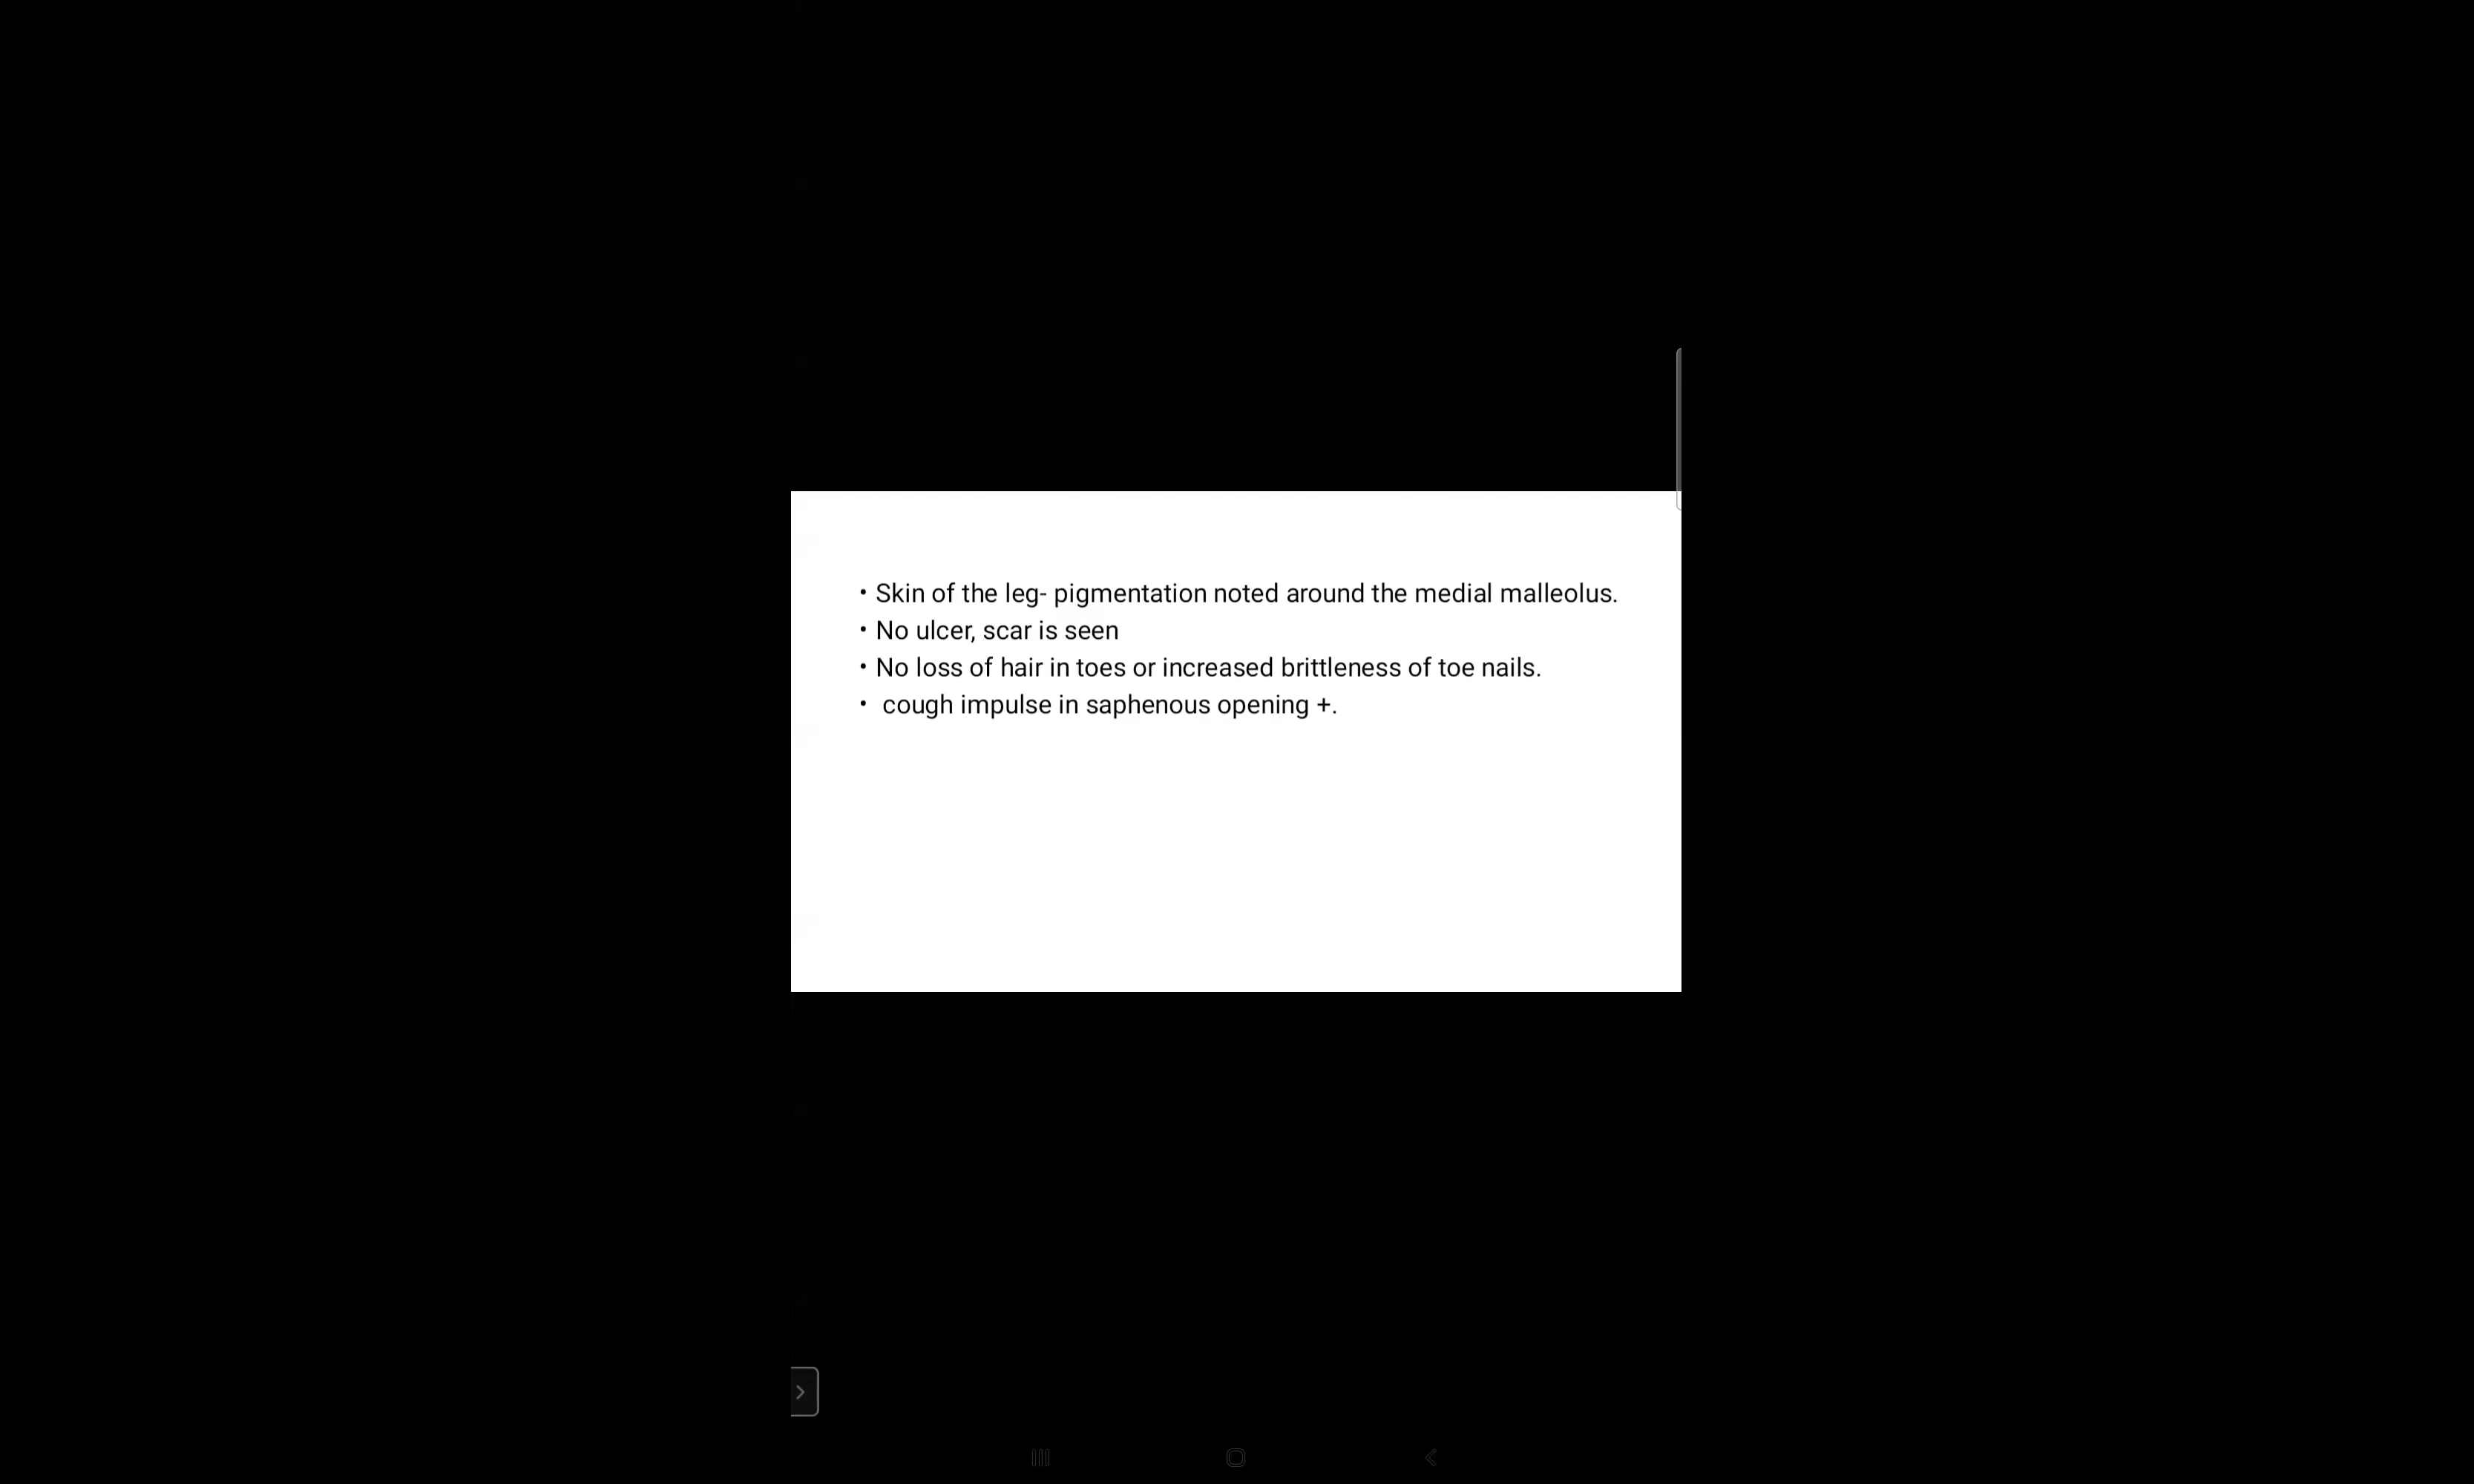 • Skin of the leg- pigmentation noted around the medial malleolus.
• No ulcer, scar is seen
• No loss of hair in toes or increased brittleness of toe nails.
• cough impulse in saphenous opening +.